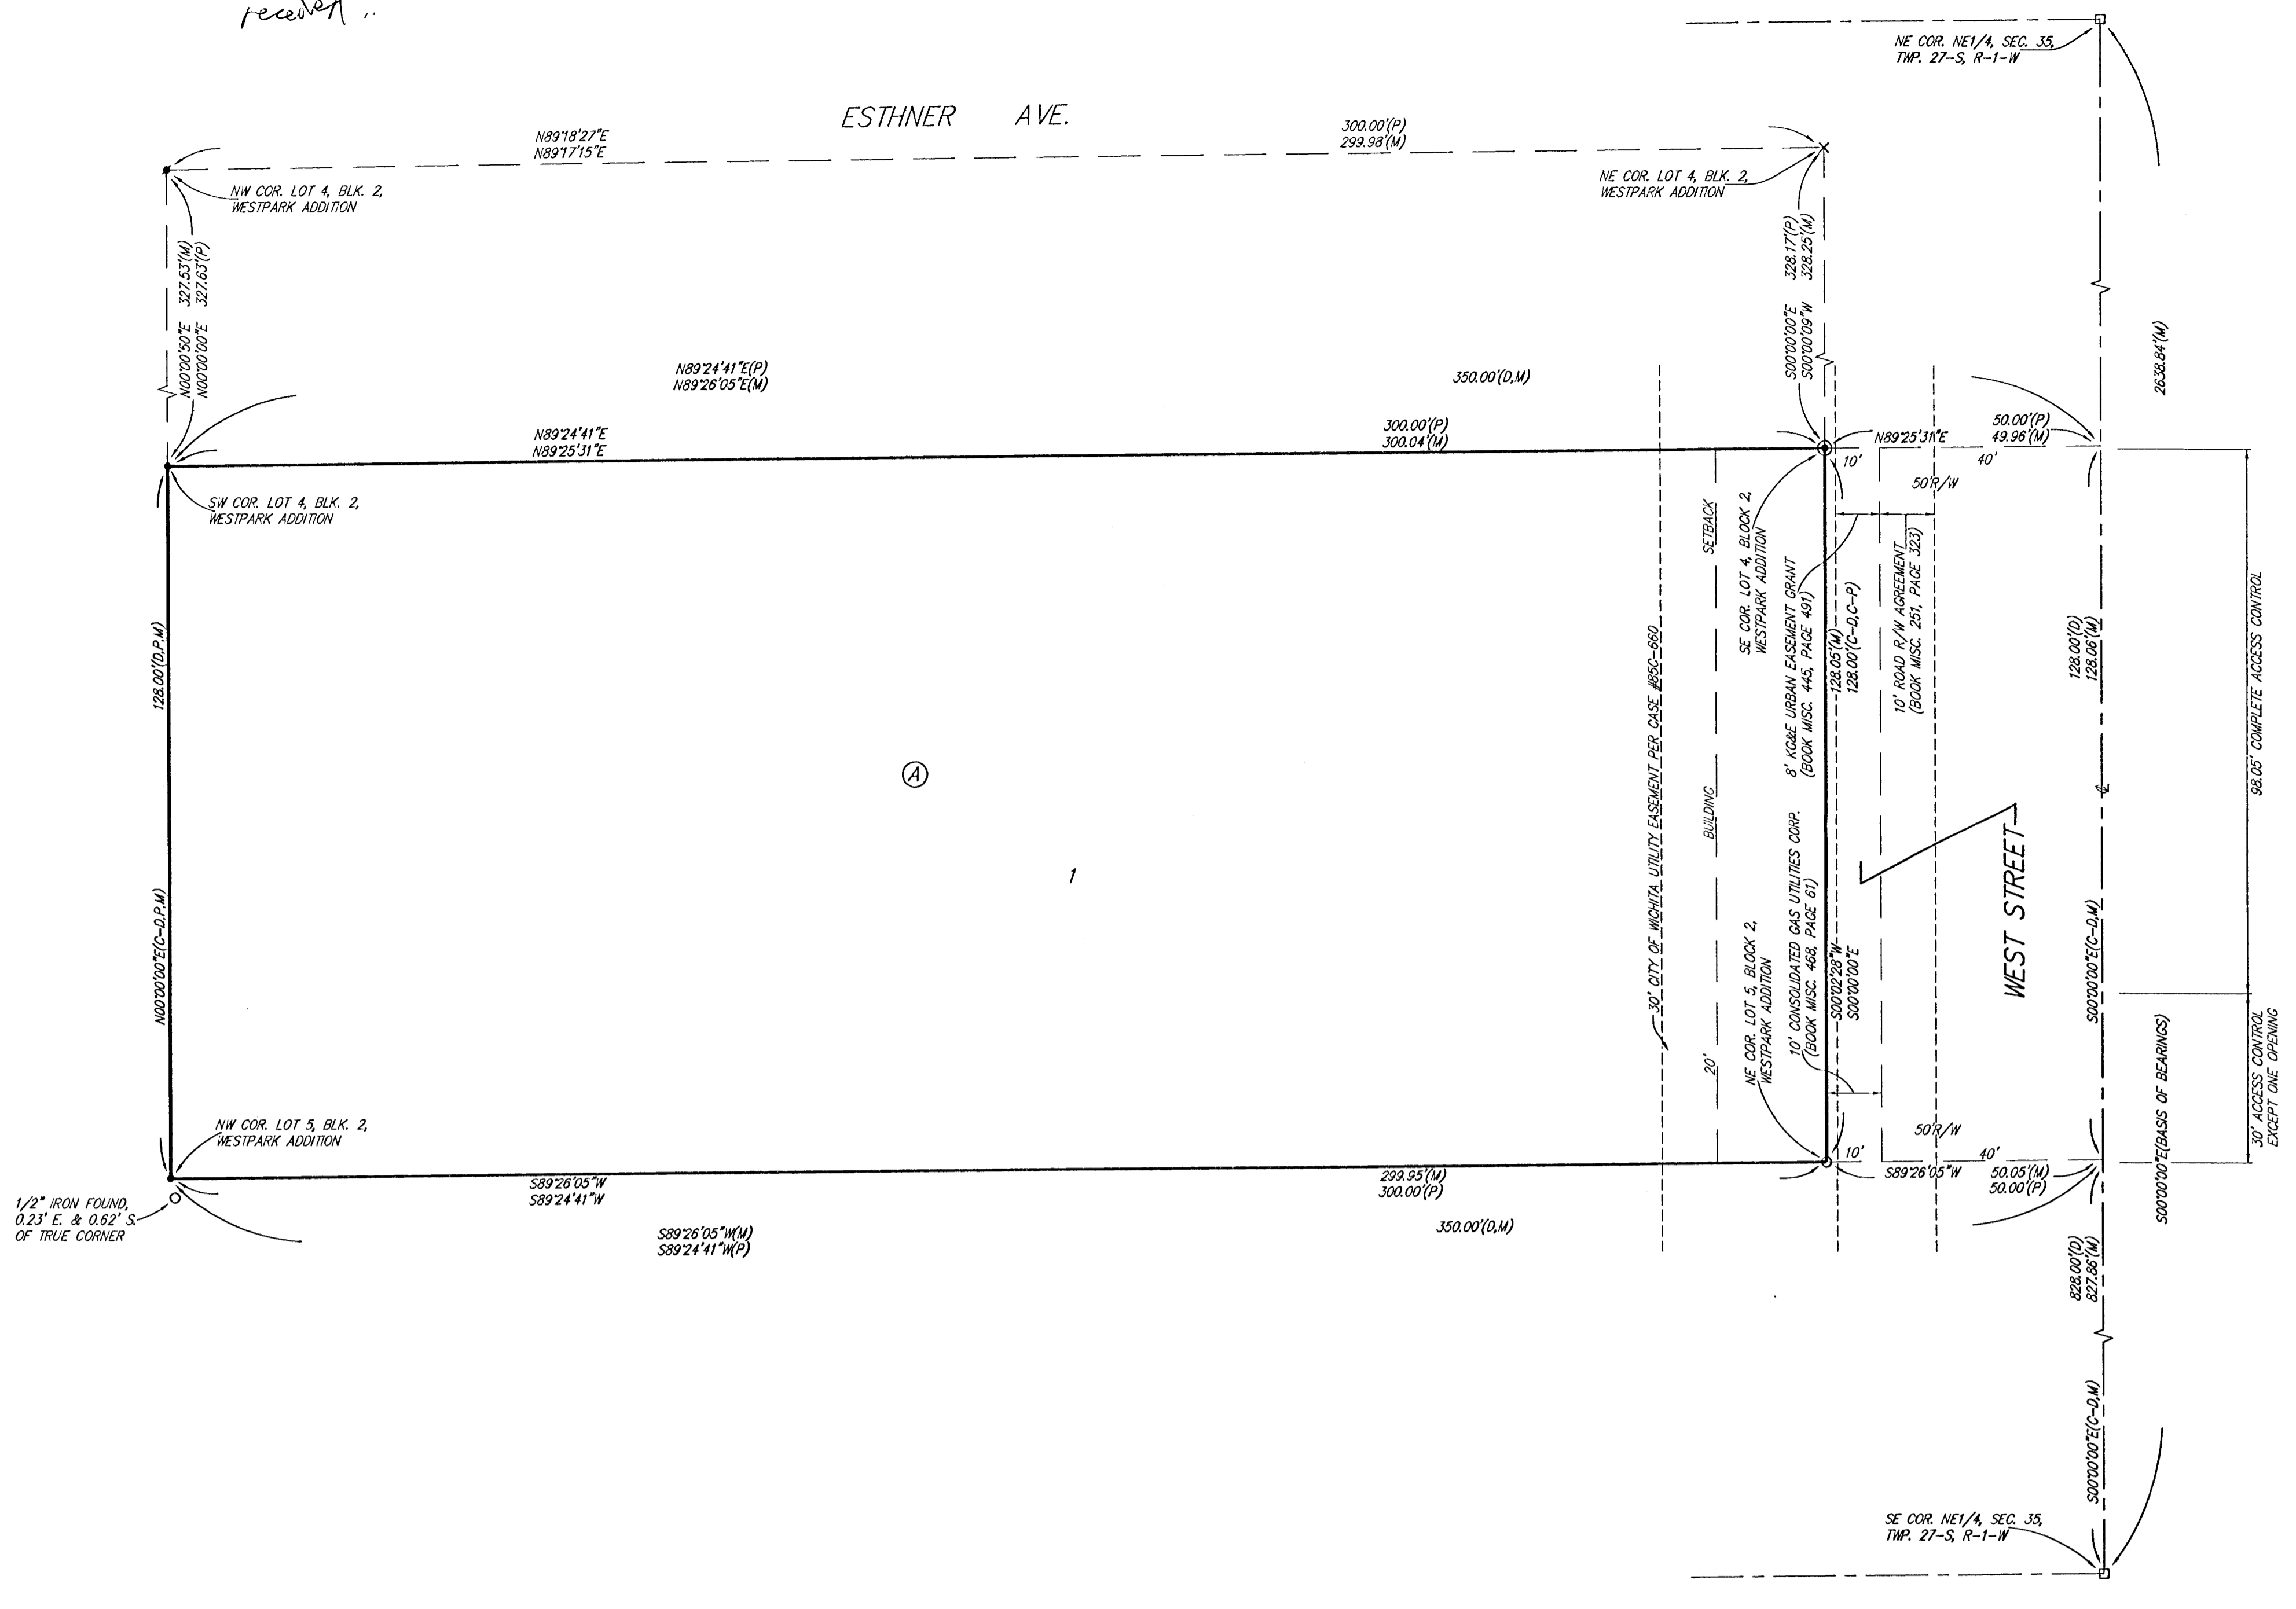 NE COR. NE1/4, SEC. 35,
TWP. 27-S, R-1-W
ESTHNER AVE.
N89°18'27"E
N89°17'15"E
300.00'(P)
299.98'(M)
NW COR. LOT 4, BLK. 2,
WESTPARK ADDITION
NE COR. LOT 4, BLK. 2,
WESTPARK ADDITION
N00°00'50"E 327.53'(M)
N00°00'00"E 327.63'(P)
S00°00'00"E 328.17'(P)
S00°00'09"W 328.25'(M)
2638.84'(M)
N89°24'41"E(P)
N89°26'05"E(M)
350.00'(D,M)
N89°24'41"E
N89°25'31"E
300.00'(P)
300.04'(M)
N89°25'31"E
50.00'(P)
49.96'(M)
10'
40'
50'R/W
SW COR. LOT 4, BLK. 2,
WESTPARK ADDITION
SETBACK
BUILDING
20'
SE COR. LOT 4, BLOCK 2,
WESTPARK ADDITION
8' KG&E URBAN EASEMENT GRANT
(BOOK MISC. 445, PAGE 491)
128.05'(M)
128.00'(C-D,C-P)
10' ROAD R/W AGREEMENT
(BOOK MISC. 251, PAGE 323)
128.00'(D)
128.06'(M)
98.05' COMPLETE ACCESS CONTROL
128.00'(D,P,M)
N00°00'00"E(C-D,P,M)
A
1
30' CITY OF WICHITA UTILITY EASEMENT PER CASE #85C-660
NE COR. LOT 5, BLOCK 2,
WESTPARK ADDITION
10' CONSOLIDATED GAS UTILITIES CORP.
(BOOK MISC. 468, PAGE 61)
S00°02'28"W
S00°00'00"E
WEST STREET
S00°00'00"E(C-D,M)
S00°00'00"E(BASIS OF BEARINGS)
30' ACCESS CONTROL
EXCEPT ONE OPENING
NW COR. LOT 5, BLK. 2,
WESTPARK ADDITION
50'R/W
10'
40'
S89°26'05"W
50.05'(M)
50.00'(P)
S89°26'05"W
S89°24'41"W
299.95'(M)
300.00'(P)
1/2" IRON FOUND,
0.23' E. & 0.62' S.
OF TRUE CORNER
S89°26'05"W(M)
S89°24'41"W(P)
350.00'(D,M)
828.00'(D)
827.86'(M)
S00°00'00"E(C-D,M)
SE COR. NE1/4, SEC. 35,
TWP. 27-S, R-1-W